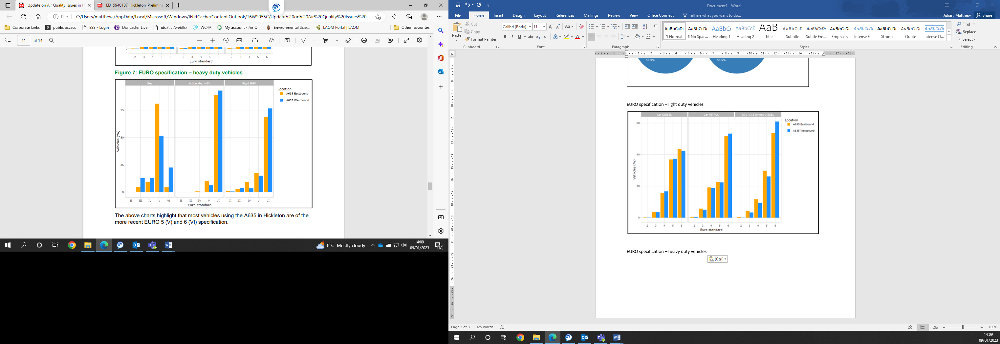 Update on Air Quality Issues in H
ED15940107_Hickleton_Prelimina
File
C:/Users/matthewj/AppData/Local/Microsoft/Windows/INetCache/Content.Outlook/T6WS055C/Update%20on%20Air%20Quality%20Issues%20i...
Corporate Links
public access
ESS - Login
Doncaster Live
idoxtlcl/webllc/
WC4A
My account - Air Q...
Environmental Scie...
LAQM Portal | LAQM
Other favourites
11 of 14
0
2 3 4 5 6 2 3 4 5 6 2 3 4 5 6
Euro standard
Figure 7: EURO specification – heavy duty vehicles
Bus Articulated HGV Rigid HGV
Location
A635 Eastbound
A635 Westbound
75
50
25
0
Vehicles (%)
II III IV V VI II III IV V VI II III IV V VI
Euro standard
The above charts highlight that most vehicles using the A635 in Hickleton are of the
more recent EURO 5 (V) and 6 (VI) specification.
8°C Mostly cloudy
14:09
09/01/2023
17
Document1 - Word
File Home Insert Design Layout References Mailings Review View Office Connect Tell me what you want to do...
Julian, Matthew Share
Paste
Cut
Copy
Format Painter
Clipboard
Calibri (Body) 11
Font
Paragraph
AaBbCcDc AaBbCcDc AaBbCc AaBbCcE AaB AaBbCcD AaBbCcDc AaBbCcDc AaBbCcDc AaBbCcDc AaBbCcDc AaBbCcDc
¶ Normal ¶ No Spac... Heading 1 Heading 2 Title Subtitle Subtle Em... Emphasis Intense E... Strong Quote Intense Q...
Styles
Find
Replace
Select
Editing
55.3% 55.5%
EURO specification – light duty vehicles
Car DIESEL Car PETROL LGV <3.5 tonnes DIESEL
Location
A635 Eastbound
A635 Westbound
60
40
20
0
Vehicles (%)
2 3 4 5 6 2 3 4 5 6 2 3 4 5 6
Euro standard
EURO specification – heavy duty vehicles
(Ctrl)
Page 3 of 3 325 words
100%
14:09
09/01/2023